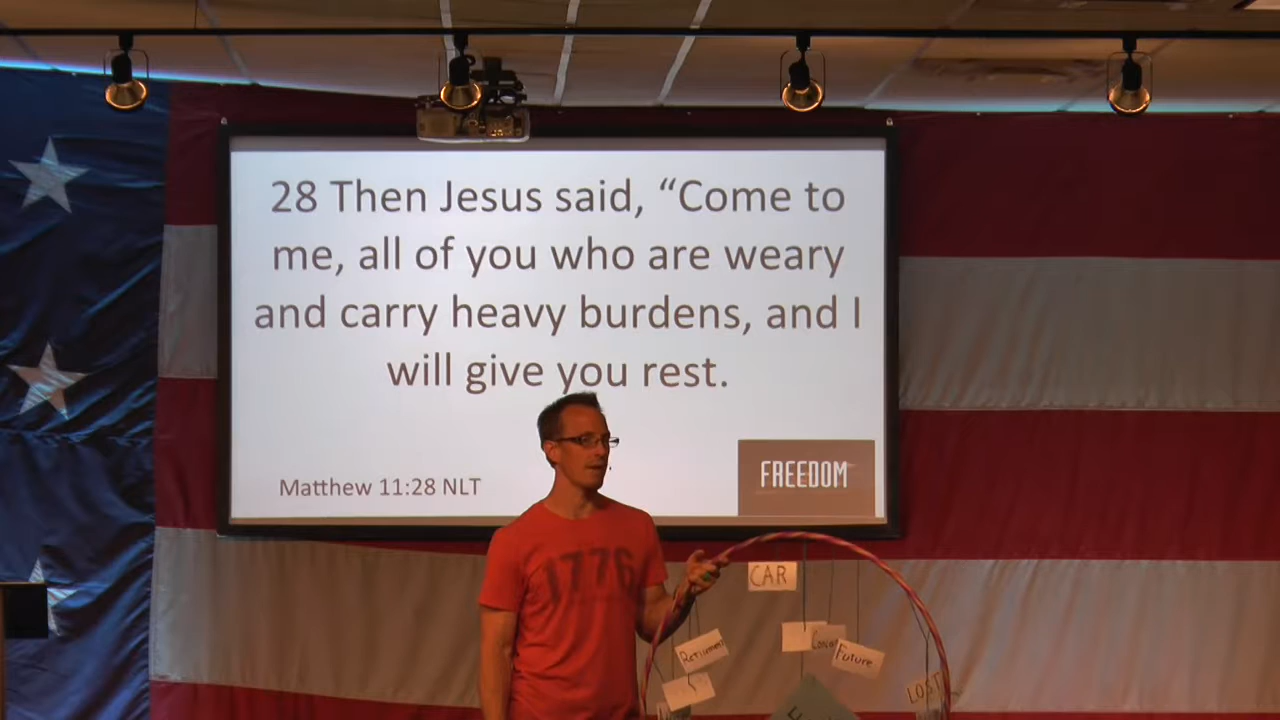 28 Then Jesus said, “Come to
me, all of you who are weary
and carry heavy burdens, and I
will give you rest.
Matthew 11:28 NLT
FREEDOM
1776
CAR
Retirement
Future
LOST